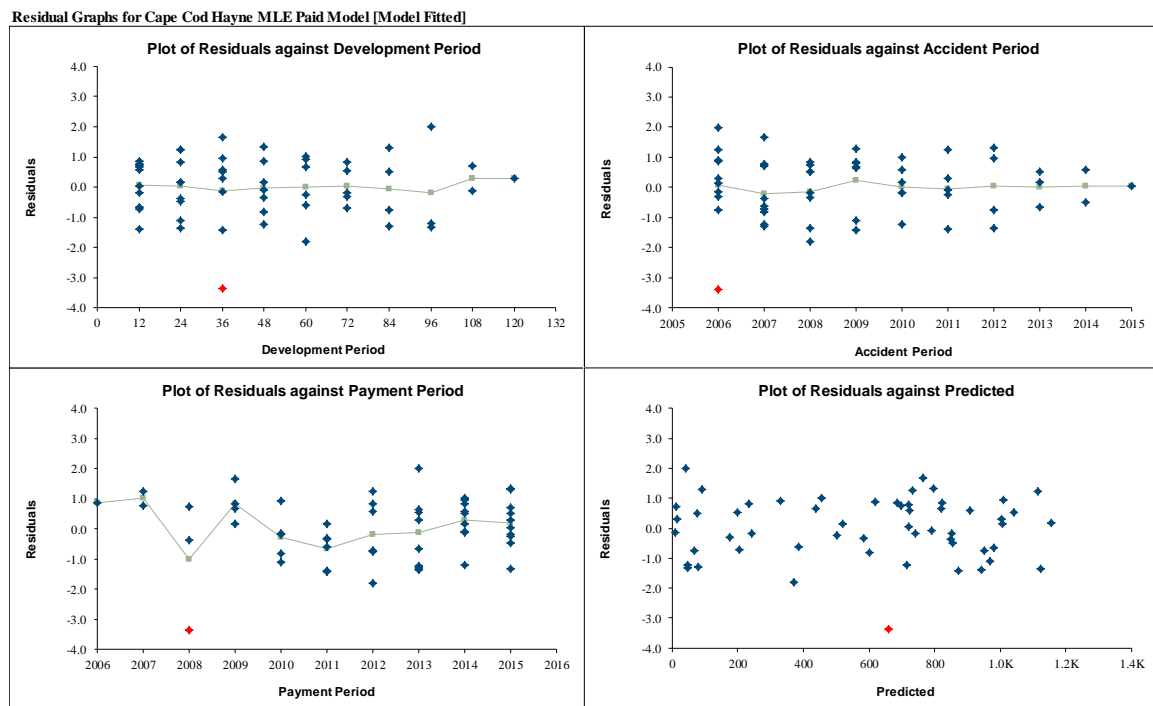 Residual Graphs for Cape Cod Hayne MLE Paid Model [Model Fitted]
Plot of Residuals against Development Period
4.0
3.0
2.0
1.0
0.0
-1.0
-2.0
-3.0
-4.0
Residuals
0 12 24 36 48 60 72 84 96 108 120 132
Development Period
Plot of Residuals against Accident Period
4.0
3.0
2.0
1.0
0.0
-1.0
-2.0
-3.0
-4.0
Residuals
2005 2006 2007 2008 2009 2010 2011 2012 2013 2014 2015
Accident Period
Plot of Residuals against Payment Period
4.0
3.0
2.0
1.0
0.0
-1.0
-2.0
-3.0
-4.0
Residuals
2006 2007 2008 2009 2010 2011 2012 2013 2014 2015 2016
Payment Period
Plot of Residuals against Predicted
4.0
3.0
2.0
1.0
0.0
-1.0
-2.0
-3.0
-4.0
Residuals
0 200 400 600 800 1.0K 1.2K 1.4K
Predicted